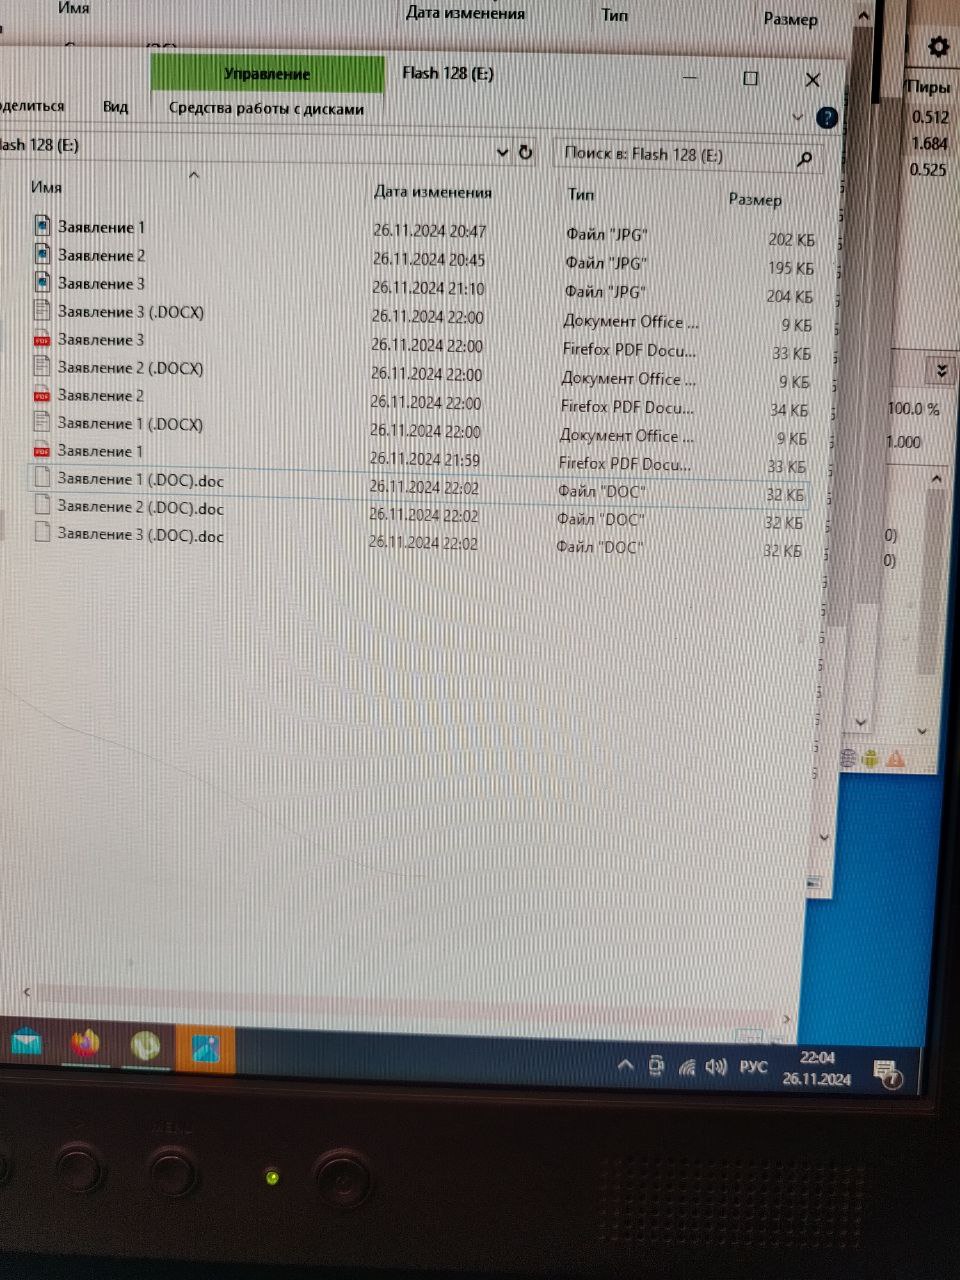 Имя Дата изменения Тип Размер
Управление Flash 128 (E:)
Вид Средства работы с дисками ?
Пиры
0.512
1.684
0.525
lash 128 (E:) Поиск в: Flash 128 (E:)
Имя Дата изменения Тип Размер
Заявление 1 26.11.2024 20:47 Файл "JPG" 202 КБ
Заявление 2 26.11.2024 20:45 Файл "JPG" 195 КБ
Заявление 3 26.11.2024 21:10 Файл "JPG" 204 КБ
Заявление 3 (.DOCX) 26.11.2024 22:00 Документ Office ... 9 КБ
PDF Заявление 3 26.11.2024 22:00 Firefox PDF Docu... 33 КБ
Заявление 2 (.DOCX) 26.11.2024 22:00 Документ Office ... 9 КБ
PDF Заявление 2 26.11.2024 22:00 Firefox PDF Docu... 34 КБ
Заявление 1 (.DOCX) 26.11.2024 22:00 Документ Office ... 9 КБ
PDF Заявление 1 26.11.2024 21:59 Firefox PDF Docu... 33 КБ
Заявление 1 (.DOC).doc 26.11.2024 22:02 Файл "DOC" 32 КБ
Заявление 2 (.DOC).doc 26.11.2024 22:02 Файл "DOC" 32 КБ
Заявление 3 (.DOC).doc 26.11.2024 22:02 Файл "DOC" 32 КБ
100.0 %
1.000
0)
0)
РУС 22:04
26.11.2024
1
MENU